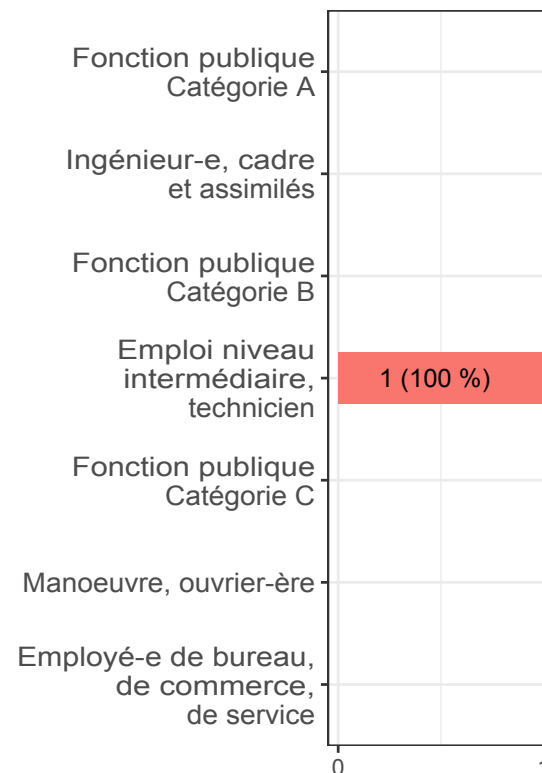 Fonction publique
Catégorie A
Ingénieur-e, cadre
et assimilés
Fonction publique
Catégorie B
Emploi niveau
intermédiaire,
technicien
1 (100 %)
Fonction publique
Catégorie C
Manoeuvre, ouvrier-ère
Employé-e de bureau,
de commerce,
de service
0
1